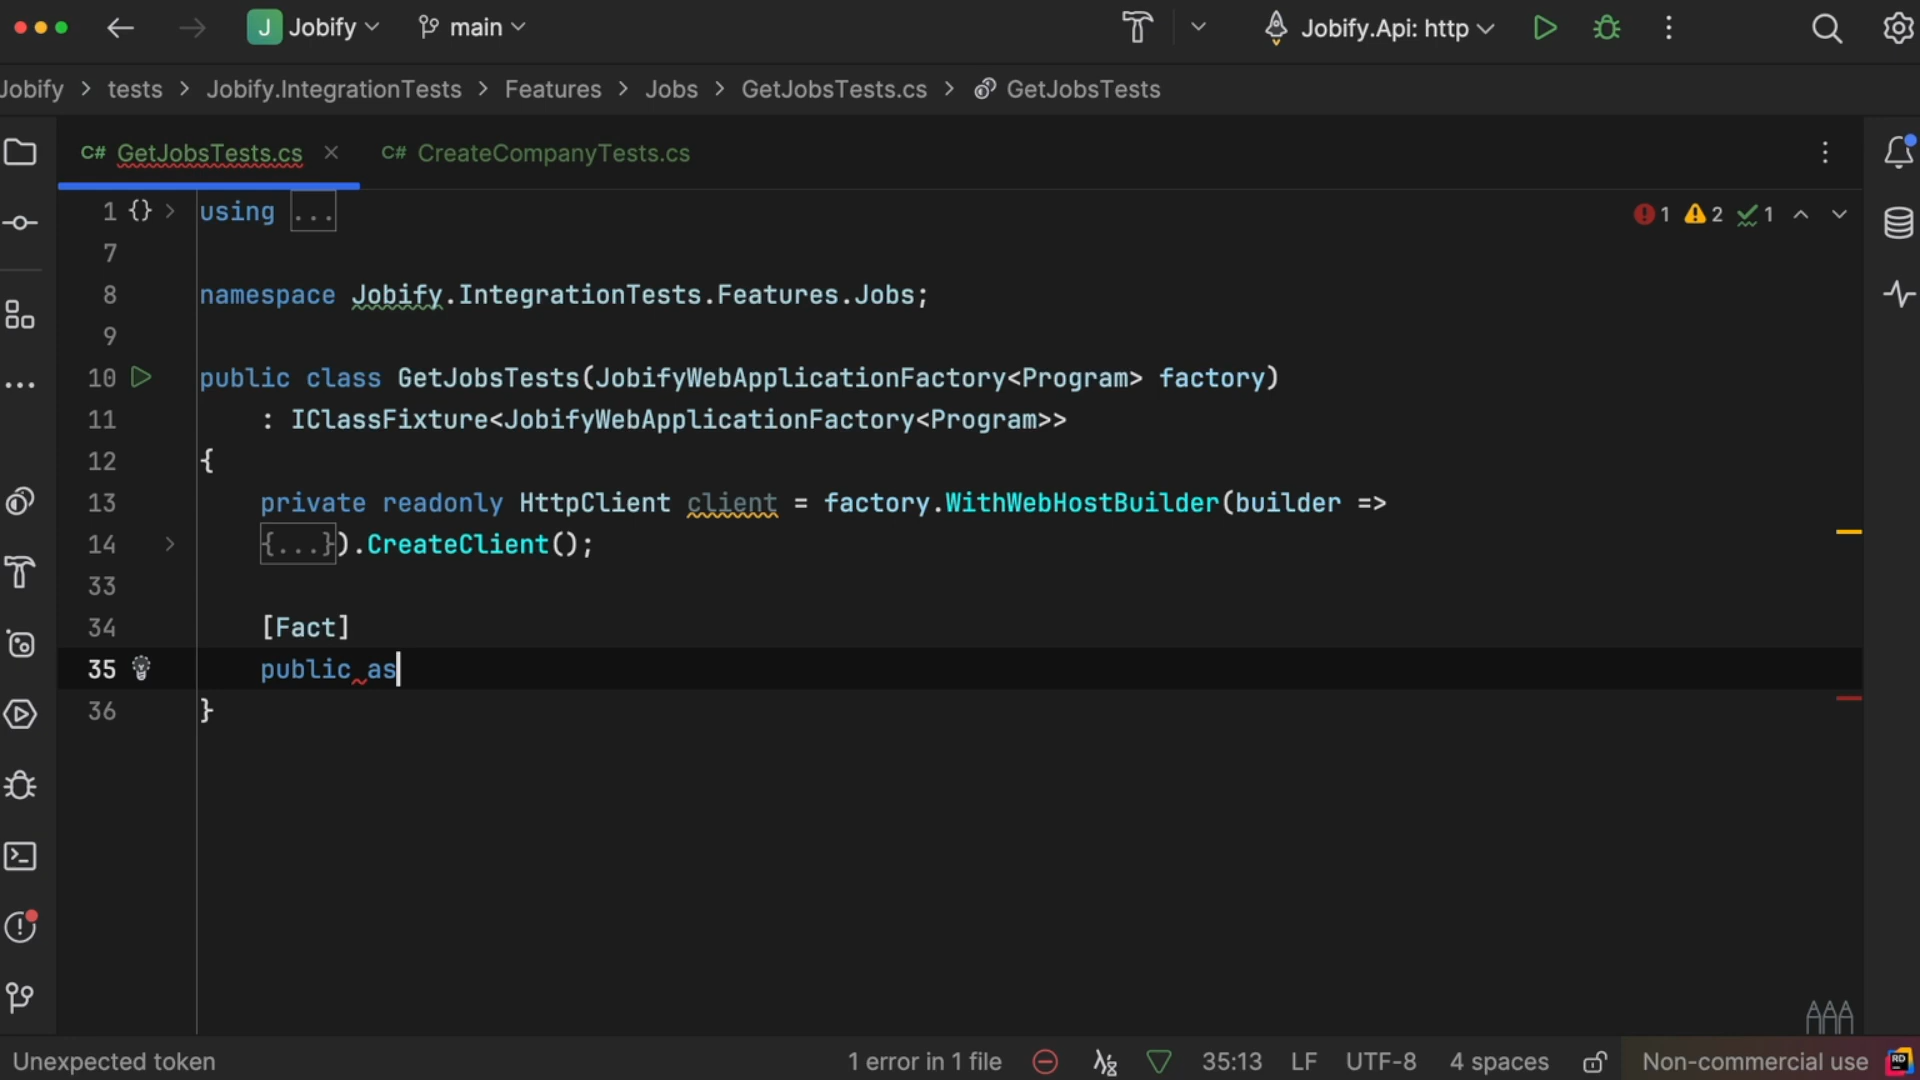 J Jobify main Jobify.Api: http
Jobify > tests > Jobify.IntegrationTests > Features > Jobs > GetJobsTests.cs > GetJobsTests
C# GetJobsTests.cs × C# CreateCompanyTests.cs
1 {} > using ... 1 2 1
7
8 namespace Jobify.IntegrationTests.Features.Jobs;
9
10 public class GetJobsTests(JobifyWebApplicationFactory<Program> factory)
11 : IClassFixture<JobifyWebApplicationFactory<Program>>
12 {
13 private readonly HttpClient client = factory.WithWebHostBuilder(builder =>
14 > {...}).CreateClient();
33
34 [Fact]
35 public as
36 }
Unexpected token 1 error in 1 file 35:13 LF UTF-8 4 spaces Non-commercial use RD